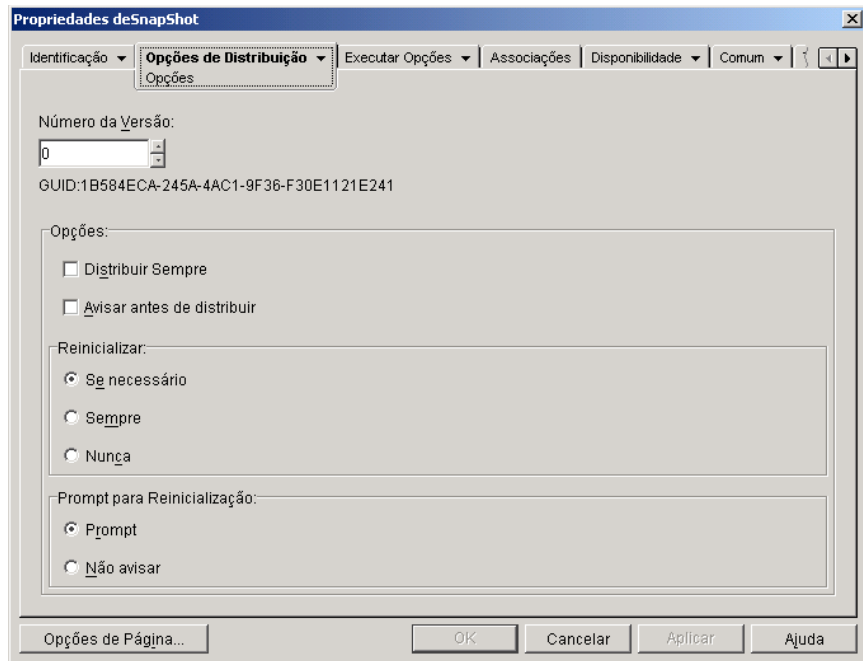 Propriedades deSnapShot
Identificação Opções de Distribuição Executar Opções Associações Disponibilidade Comum
Opções
Número da Versão:
0
GUID:1B584ECA-245A-4AC1-9F36-F30E1121E241
Opções:
Distribuir Sempre
Avisar antes de distribuir
Reinicializar:
Se necessário
Sempre
Nunca
Prompt para Reinicialização:
Prompt
Não avisar
Opções de Página... OK Cancelar Aplicar Ajuda